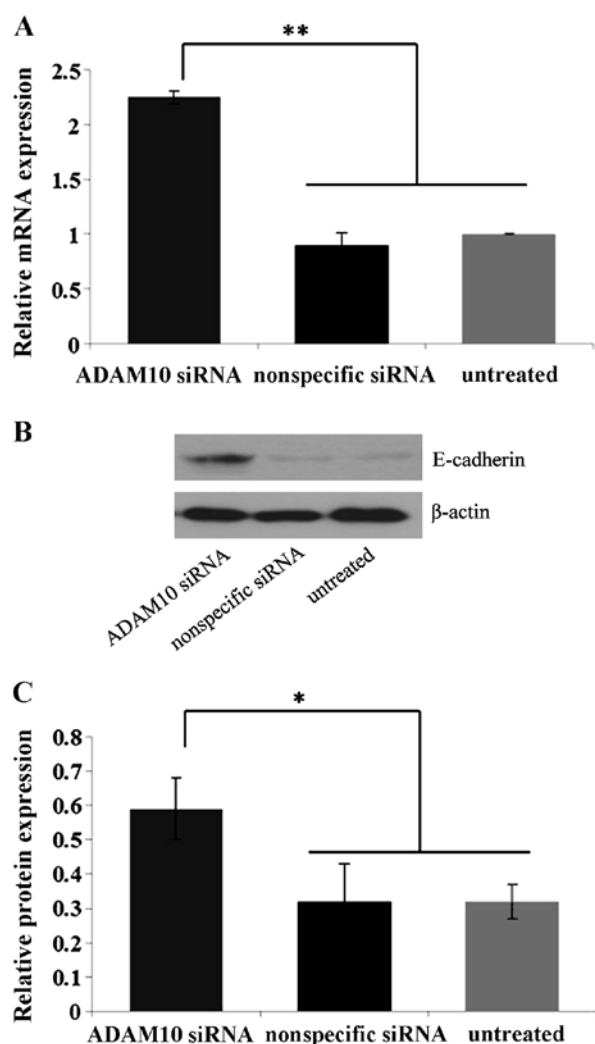 A
**
Relative mRNA expression
2.5
2
1.5
1
0.5
0
ADAM10 siRNA nonspecific siRNA untreated
B
E-cadherin
β-actin
ADAM10 siRNA
nonspecific siRNA
untreated
C
*
Relative protein expression
0.8
0.7
0.6
0.5
0.4
0.3
0.2
0.1
0
ADAM10 siRNA nonspecific siRNA untreated